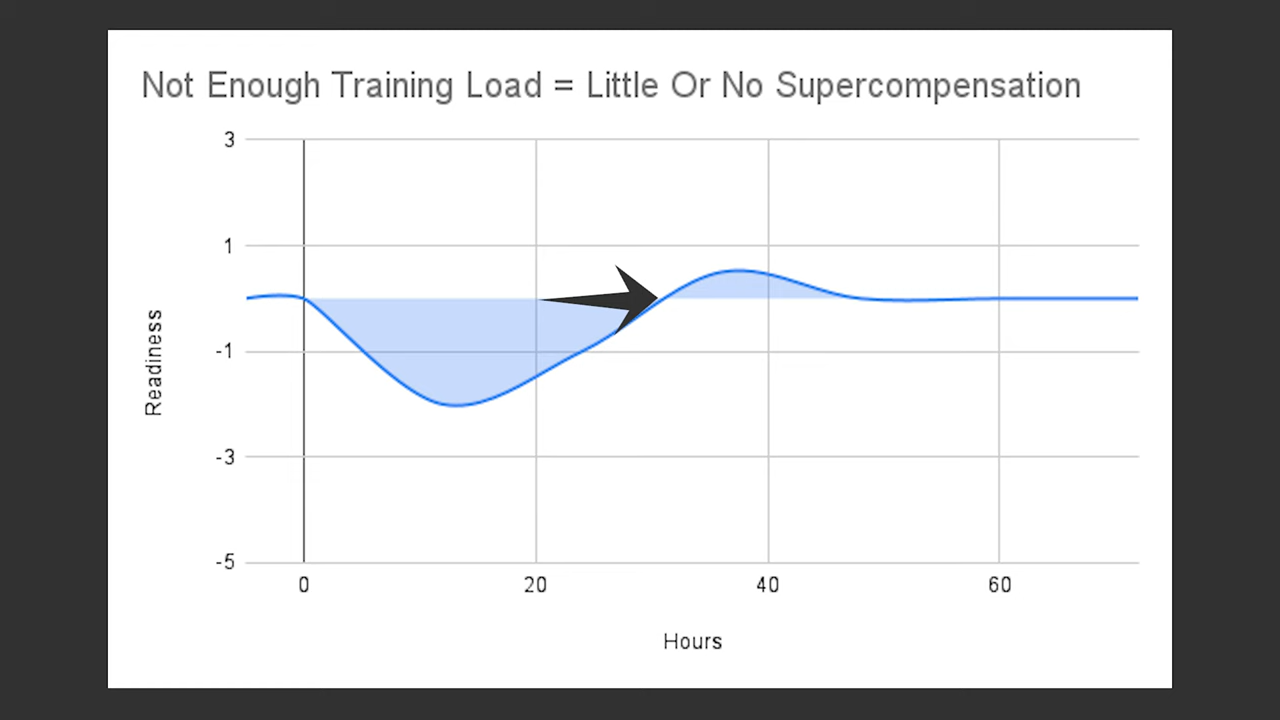 Not Enough Training Load = Little Or No Supercompensation
3
1
-1
-3
-5
Readiness
0 20 40 60
Hours